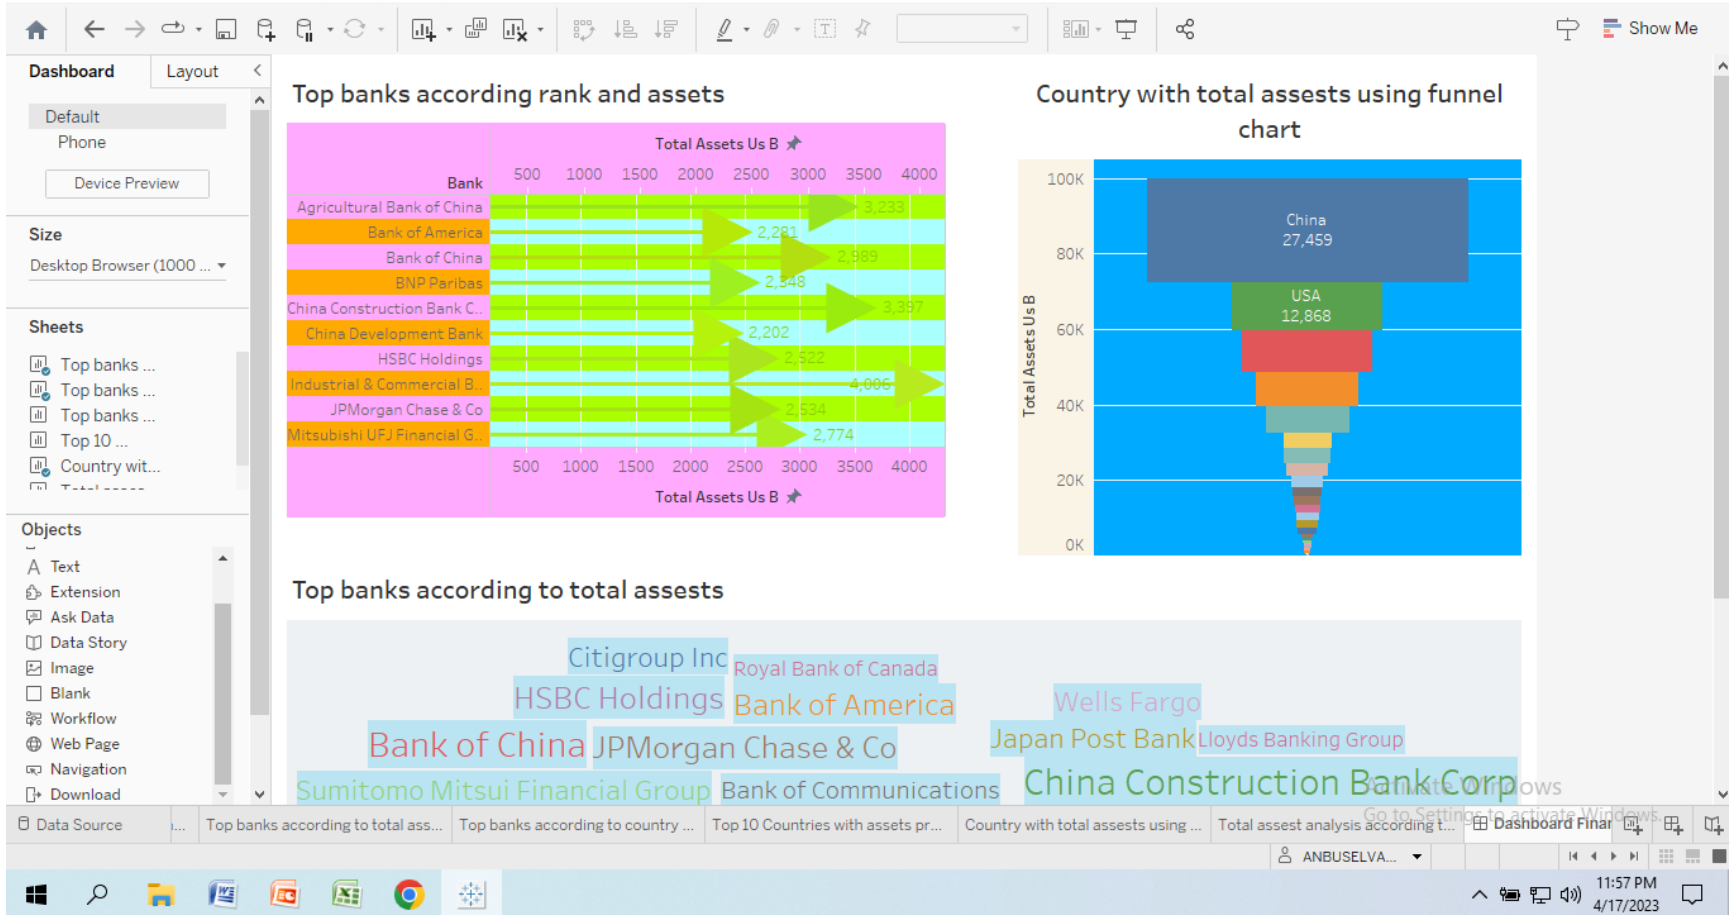 Show Me
Dashboard
Layout
Default
Phone
Device Preview
Size
Desktop Browser (1000 ...
Sheets
Top banks ...
Top banks ...
Top banks ...
Top 10 ...
Country wit...
Objects
Text
Extension
Ask Data
Data Story
Image
Blank
Workflow
Web Page
Navigation
Download
Top banks according rank and assets
Total Assets Us B
Bank
500 1000 1500 2000 2500 3000 3500 4000
Agricultural Bank of China 3,233
Bank of America 2,281
Bank of China 2,989
BNP Paribas 2,348
China Construction Bank C.. 3,397
China Development Bank 2,202
HSBC Holdings 2,522
Industrial & Commercial B.. 4,006
JPMorgan Chase & Co 2,534
Mitsubishi UFJ Financial G.. 2,774
500 1000 1500 2000 2500 3000 3500 4000
Total Assets Us B
Country with total assests using funnel
chart
Total Assets Us B
100K
80K
60K
40K
20K
0K
China
27,459
USA
12,868
Top banks according to total assests
Citigroup Inc
Royal Bank of Canada
HSBC Holdings
Bank of America
Wells Fargo
Bank of China
JPMorgan Chase & Co
Japan Post Bank
Lloyds Banking Group
Sumitomo Mitsui Financial Group
Bank of Communications
China Construction Bank Corp
Activate Windows
Go to Settings to activate Windows.
Data Source
Top banks according to total ass...
Top banks according to country ...
Top 10 Countries with assets pr...
Country with total assests using ...
Total assest analysis according t...
Dashboard Finar
ANBUSELVA...
11:57 PM
4/17/2023